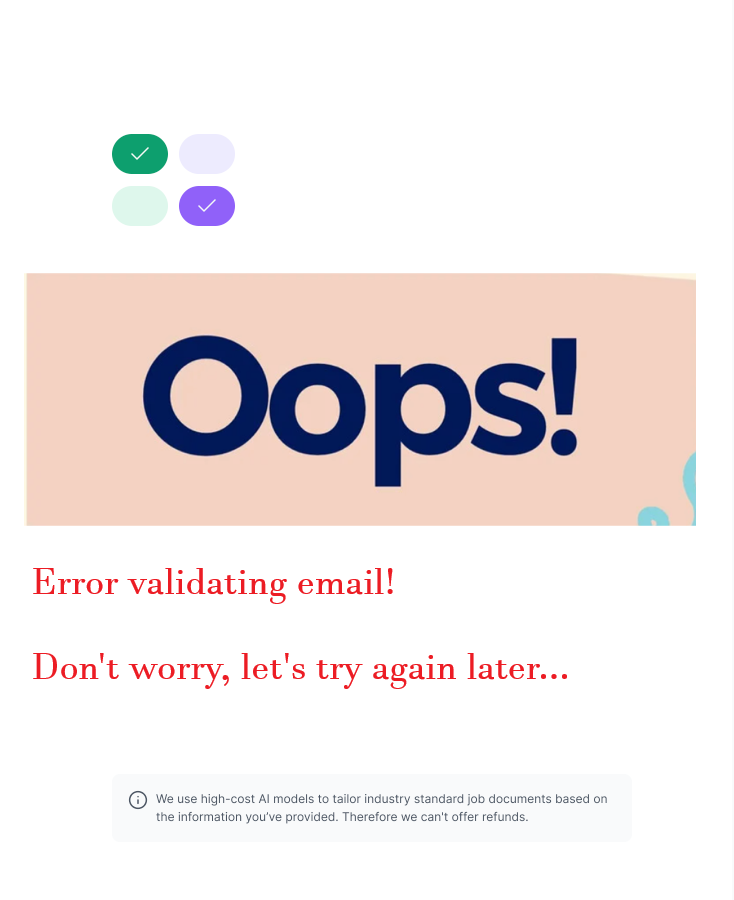 Oops!
Error validating email!
Don't worry, let's try again later...
We use high-cost AI models to tailor industry standard job documents based on
the information you’ve provided. Therefore we can't offer refunds.